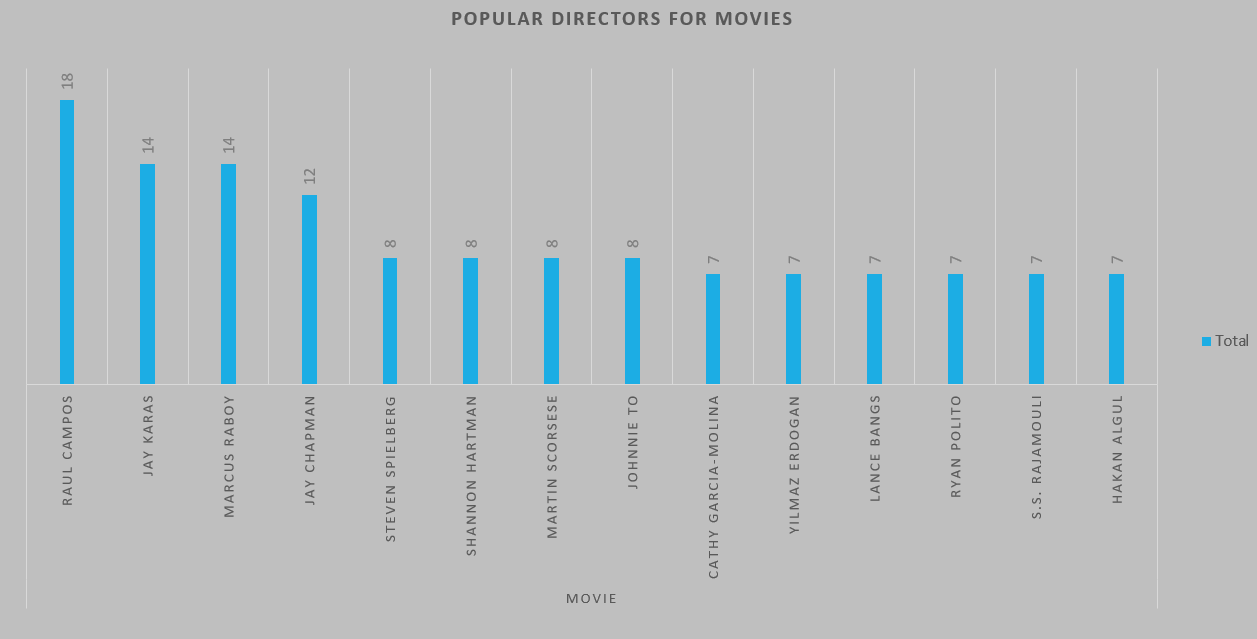 POPULAR DIRECTORS FOR MOVIES
18
14
14
12
8
8
8
8
7
7
7
7
7
7
Total
RAUL CAMPOS
JAY KARAS
MARCUS RABOY
JAY CHAPMAN
STEVEN SPIELBERG
SHANNON HARTMAN
MARTIN SCORSESE
JOHNNIE TO
CATHY GARCIA-MOLINA
YILMAZ ERDOGAN
LANCE BANGS
RYAN POLITO
S.S. RAJAMOULI
HAKAN ALGUL
MOVIE